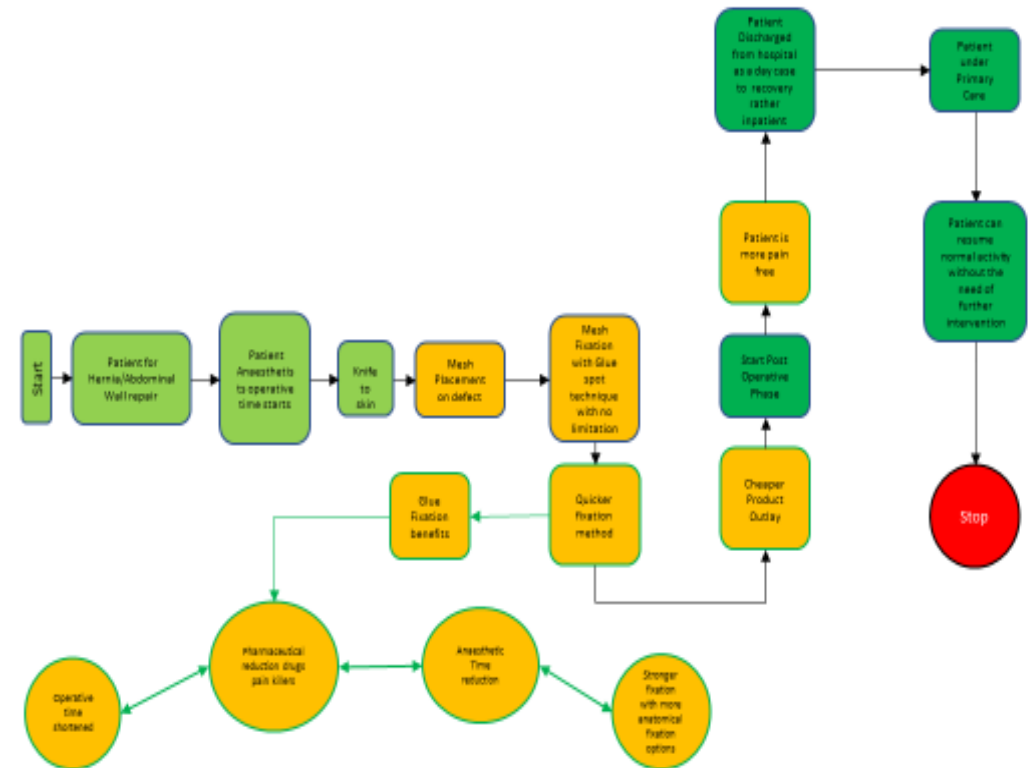 Start
Patient for
Hernia/Abdominal
Wall repair
Patient
Anaesthetis
ts operative
time starts
Knife
to
skin
Mesh
Placement
on defect
Mesh
Fixation
with Glue
spot
technique
with no
limitation
Quicker
fixation
method
Glue
Fixation
benefits
Pharmaceutical
reduction drugs
pain killers
Operative
time
shortened
Anaesthetic
Time
reduction
Stronger
fixation
with more
anatomical
fixation
options
Cheaper
Product
Outlay
Start Post
Operative
Phase
Patient is
more pain
free
Patient
Discharged
from hospital
as a day case
to recovery
rather
inpatient
Patient
under
Primary
Care
Patient can
resume
normal activity
without the
need of
further
intervention
Stop